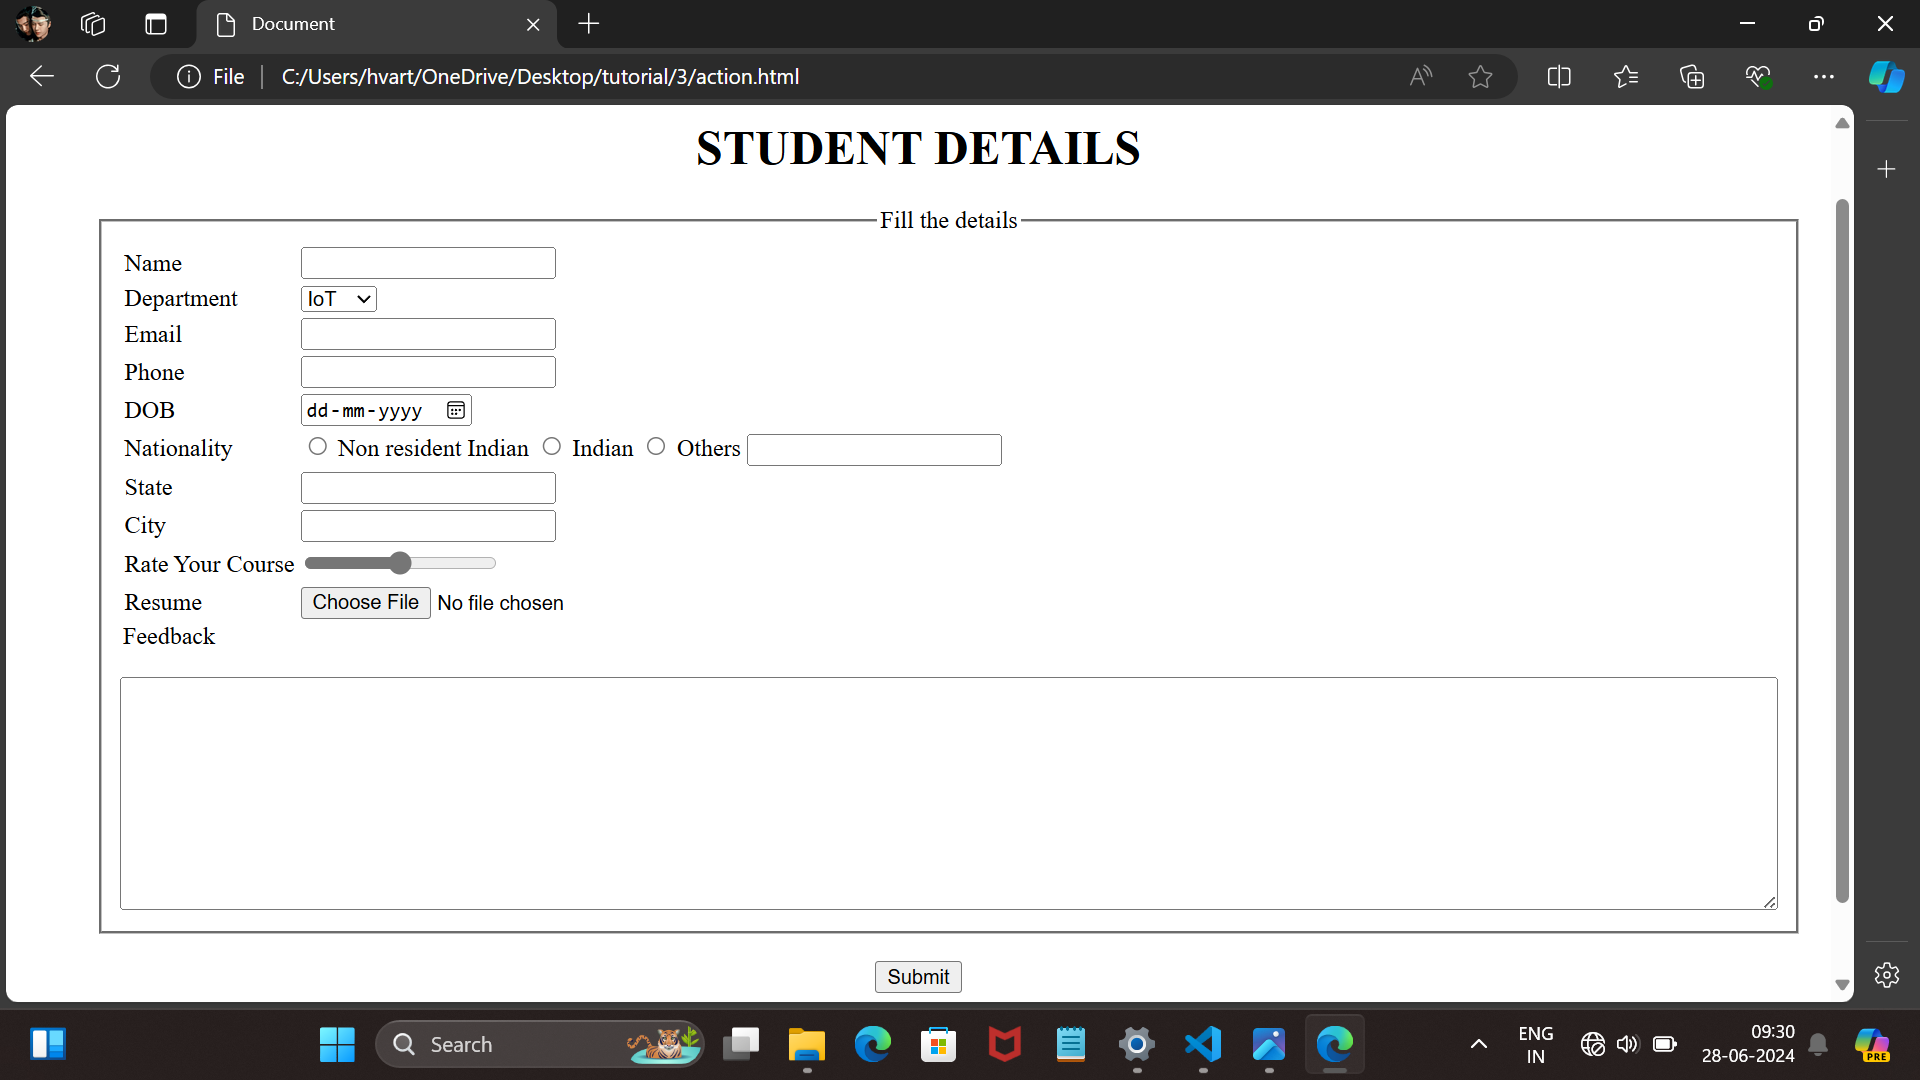 Document
File C:/Users/hvart/OneDrive/Desktop/tutorial/3/action.html
STUDENT DETAILS
Fill the details
Name
Department IoT
Email
Phone
DOB dd-mm-yyyy
Nationality Non resident Indian Indian Others
State
City
Rate Your Course
Resume Choose File No file chosen
Feedback
Submit
Search
ENG
IN
09:30
28-06-2024
PRE